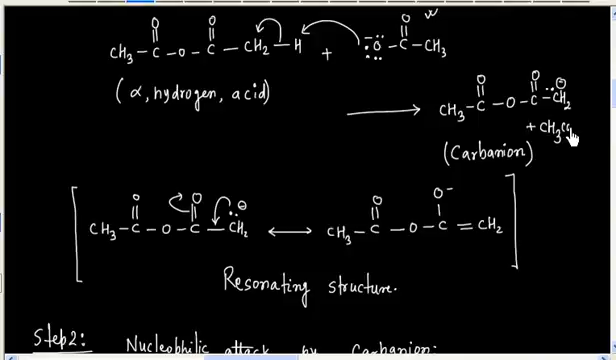 O O O
CH₃ — C — O — C — CH₂ — H + O — C — CH₃
( α, hydrogen, acid )
O O ⊖
CH₃ — C — O — C — CH₂
+ CH₃CO
(Carbanion)
O O ⊖ O O⁻
CH₃ — C — O — C — CH₂ ⟷ CH₃ — C — O — C = CH₂
Resonating structure.
Step2: Nucleophilic attack by Carbanion: